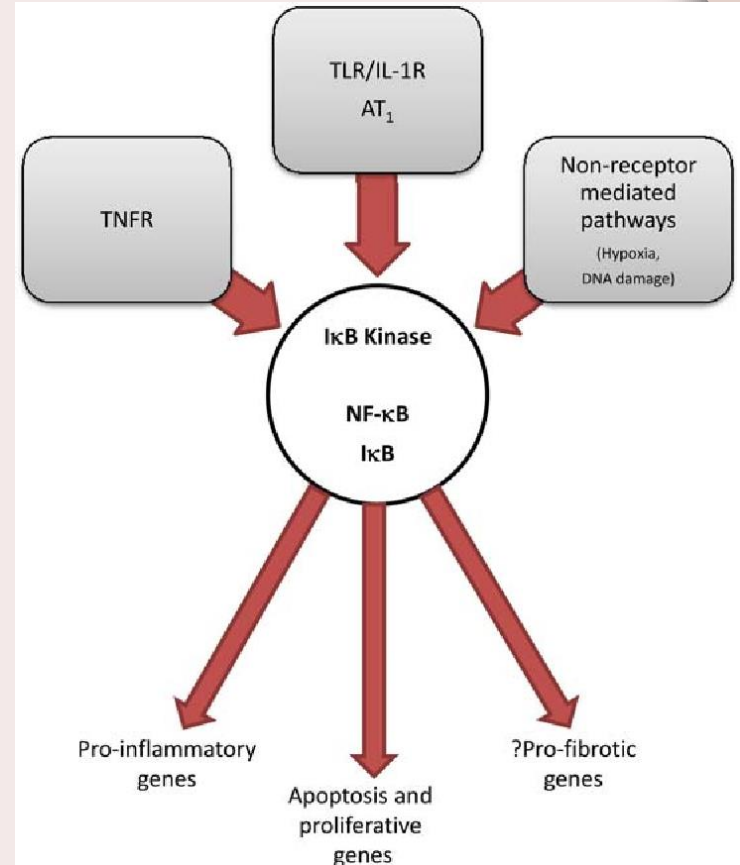 TLR/IL-1R
AT₁
TNFR
Non-receptor
mediated
pathways
(Hypoxia,
DNA damage)
IκB Kinase
NF-κB
IκB
Pro-inflammatory
genes
Apoptosis and
proliferative
genes
?Pro-fibrotic
genes